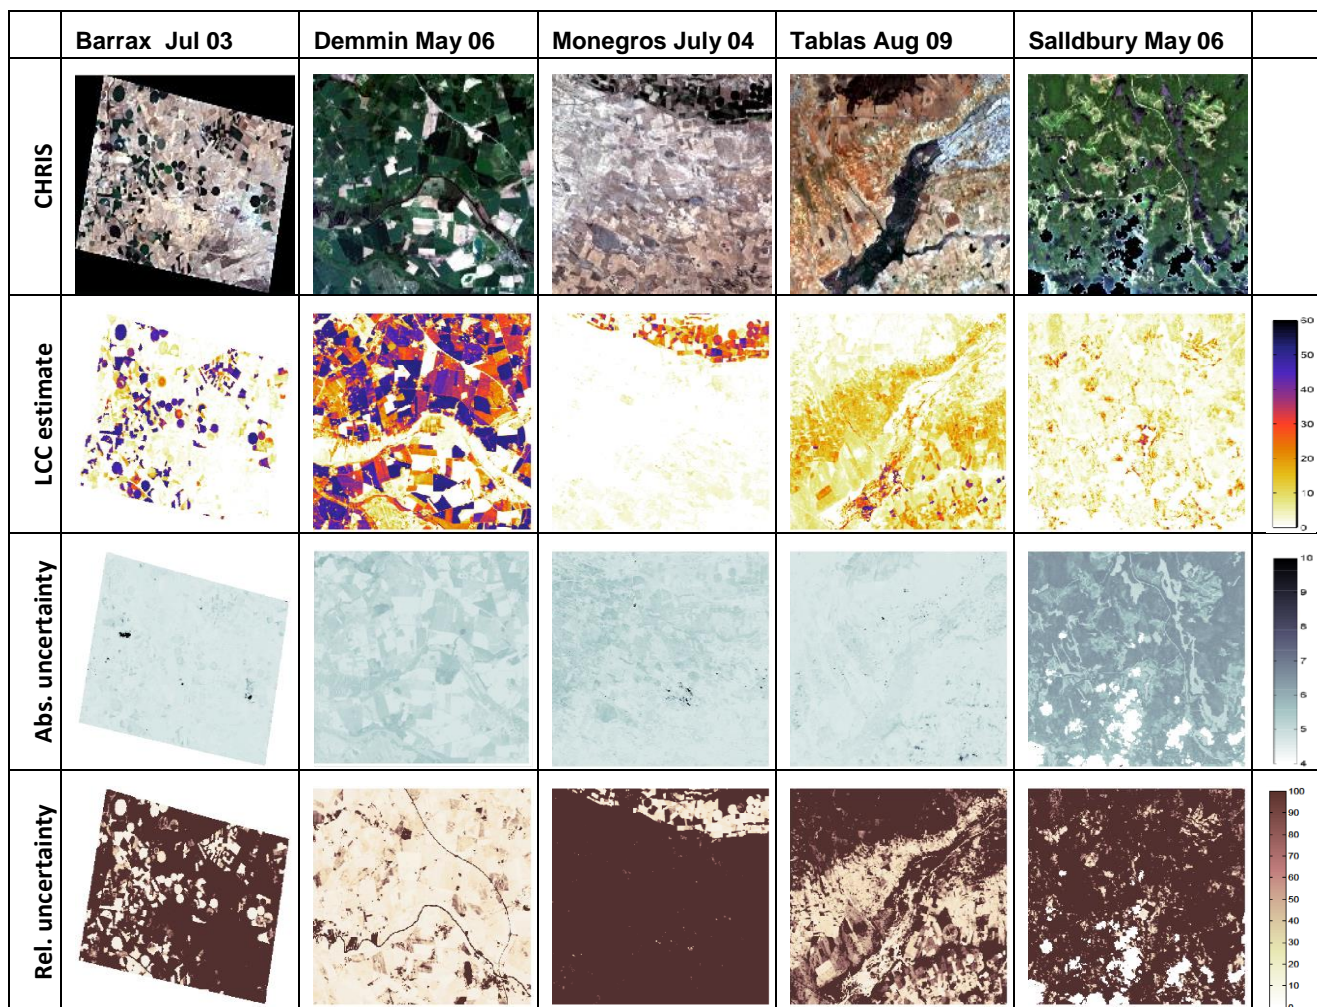 Barrax Jul 03
Demmin May 06
Monegros July 04
Tablas Aug 09
Salldbury May 06
CHRIS
LCC estimate
60
50
40
30
20
10
0
Abs. uncertainty
10
9
8
7
6
5
4
Rel. uncertainty
100
90
80
70
60
50
40
30
20
10
0